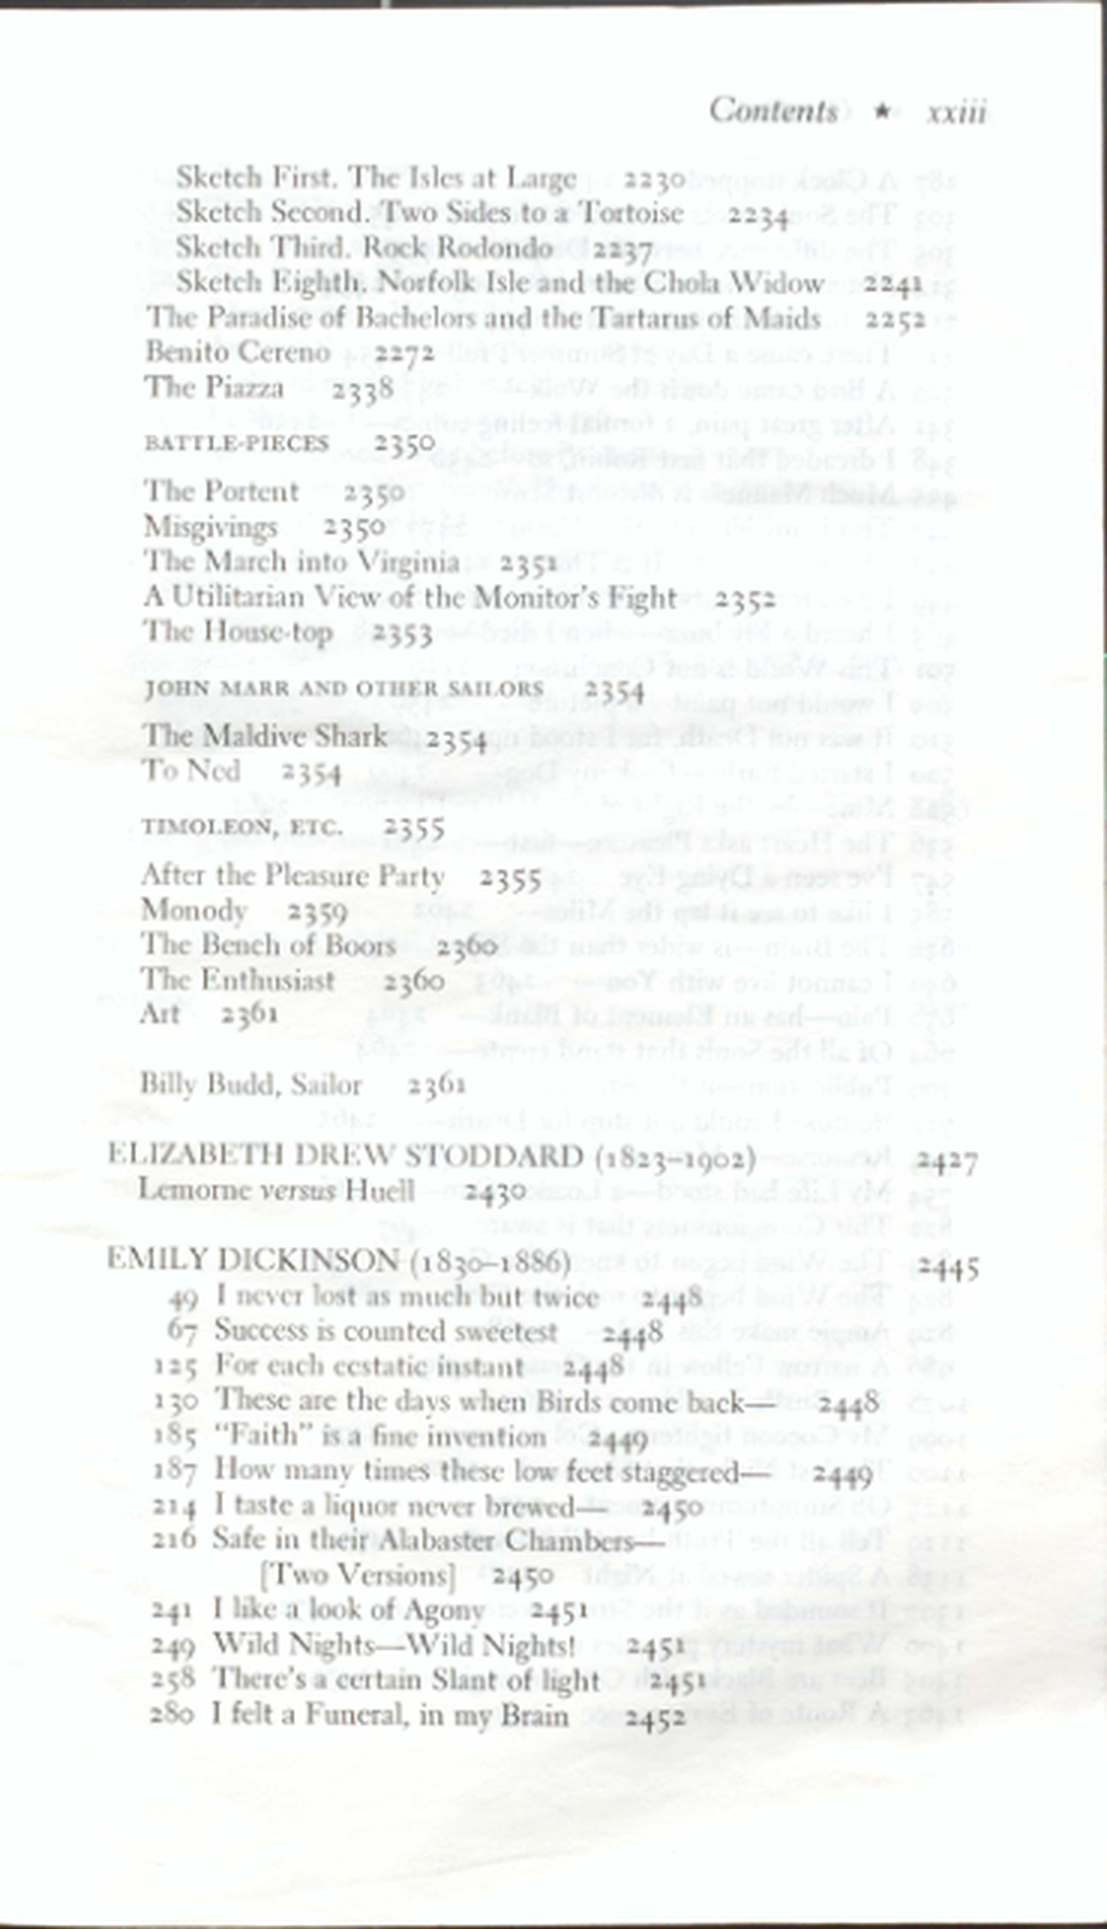 Contents ★ xxiii
Sketch First. The Isles at Large 2230
Sketch Second. Two Sides to a Tortoise 2234
Sketch Third. Rock Rodondo 2237
Sketch Eighth. Norfolk Isle and the Chola Widow 2241
The Paradise of Bachelors and the Tartarus of Maids 2252
Benito Cereno 2272
The Piazza 2338
BATTLE-PIECES 2350
The Portent 2350
Misgivings 2350
The March into Virginia 2351
A Utilitarian View of the Monitor's Fight 2352
The House-top 2353
JOHN MARR AND OTHER SAILORS 2354
The Maldive Shark 2354
To Ned 2354
TIMOLEON, ETC. 2355
After the Pleasure Party 2355
Monody 2359
The Bench of Boors 2360
The Enthusiast 2360
Art 2361
Billy Budd, Sailor 2361
ELIZABETH DREW STODDARD (1823–1902) 2427
Lemorne versus Huell 2430
EMILY DICKINSON (1830–1886) 2445
49 I never lost as much but twice 2448
67 Success is counted sweetest 2448
125 For each ecstatic instant 2448
130 These are the days when Birds come back— 2448
185 "Faith" is a fine invention 2449
187 How many times these low feet staggered— 2449
214 I taste a liquor never brewed— 2450
216 Safe in their Alabaster Chambers—
[Two Versions] 2450
241 I like a look of Agony 2451
249 Wild Nights—Wild Nights! 2451
258 There's a certain Slant of light 2451
280 I felt a Funeral, in my Brain 2452